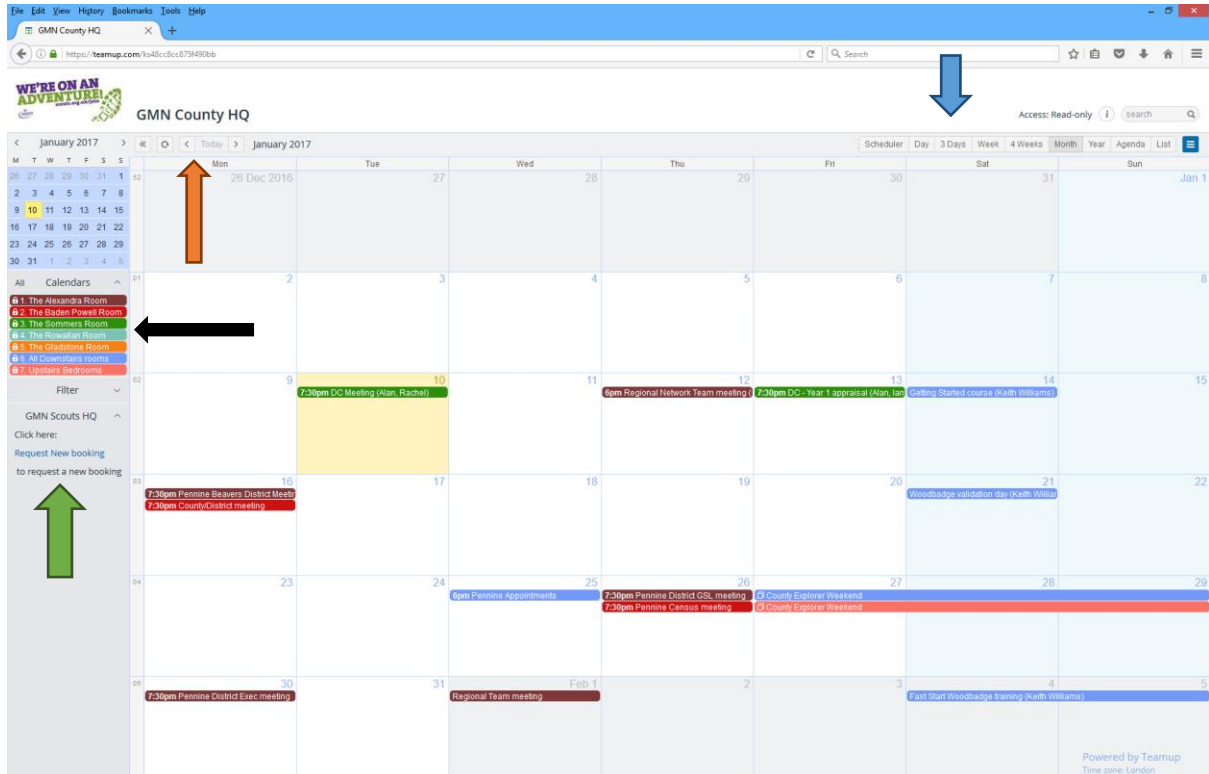 File Edit View History Bookmarks Tools Help
GMN County HQ
https://teamup.com/ks48cc8cc875f490bb
Search
WE'RE ON AN
ADVENTURE!
scouts.org.uk/join
GMN County HQ
Access: Read-only i search
January 2017
Today January 2017 Scheduler Day 3 Days Week 4 Weeks Month Year Agenda List
M T W T F S S
26 27 28 29 30 31 1
2 3 4 5 6 7 8
9 10 11 12 13 14 15
16 17 18 19 20 21 22
23 24 25 26 27 28 29
30 31 1 2 3 4 5
All Calendars
1. The Alexandra Room
2. The Baden Powell Room
3. The Sommers Room
4. The Rowallan Room
5. The Gladstone Room
6. All Downstairs rooms
7. Upstairs Bedrooms
Filter
GMN Scouts HQ
Click here:
Request New booking
to request a new booking
Mon Tue Wed Thu Fri Sat Sun
52 26 Dec 2016 27 28 29 30 31 Jan 1
01 2 3 4 5 6 7 8
02 9 10 11 12 13 14 15
7:30pm DC Meeting (Alan, Rachel)
6pm Regional Network Team meeting (
7:30pm DC - Year 1 appraisal (Alan, Ian
Getting Started course (Keith Williams)
03 16 17 18 19 20 21 22
7:30pm Pennine Beavers District Meetin
Woodbadge validation day (Keith Willia
7:30pm County/District meeting
04 23 24 25 26 27 28 29
6pm Pennine Appointments
7:30pm Pennine District GSL meeting
County Explorer Weekend
7:30pm Pennine Census meeting
County Explorer Weekend
05 30 31 Feb 1 2 3 4 5
7:30pm Pennine District Exec meeting
Regional Team meeting
Fast Start Woodbadge training (Keith Williams)
Powered by Teamup
Time zone: London